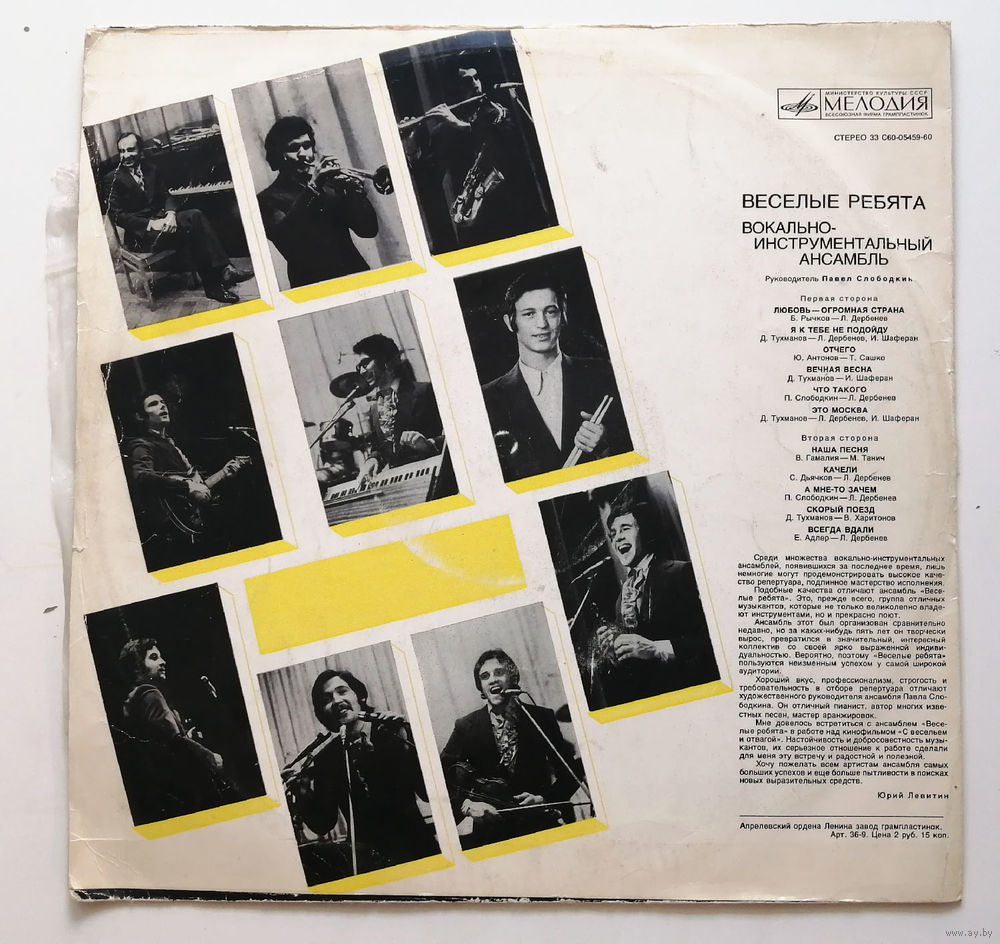 МИНИСТЕРСТВО КУЛЬТУРЫ СССР
МЕЛОДИЯ
ВСЕСОЮЗНАЯ ФИРМА ГРАМПЛАСТИНОК
СТЕРЕО 33 С60-05459-60
ВЕСЕЛЫЕ РЕБЯТА
ВОКАЛЬНО-
ИНСТРУМЕНТАЛЬНЫЙ
АНСАМБЛЬ
Руководитель Павел Слободкин
Первая сторона
ЛЮБОВЬ — ОГРОМНАЯ СТРАНА
Б. Рычков — Л. Дербенев
Я К ТЕБЕ НЕ ПОДОЙДУ
Д. Тухманов — Л. Дербенев, И. Шаферан
ОТЧЕГО
Ю. Антонов — Т. Сашко
ВЕЧНАЯ ВЕСНА
Д. Тухманов — И. Шаферан
ЧТО ТАКОГО
П. Слободкин — Л. Дербенев
ЭТО МОСКВА
Д. Тухманов — Л. Дербенев, И. Шаферан
Вторая сторона
НАША ПЕСНЯ
В. Гамалия — М. Танич
КАЧЕЛИ
С. Дьячков — Л. Дербенев
А МНЕ-ТО ЗАЧЕМ
П. Слободкин — Л. Дербенев
СКОРЫЙ ПОЕЗД
Д. Тухманов — В. Харитонов
ВСЕГДА ВДАЛИ
Е. Адлер — Л. Дербенев
Среди множества вокально-инструментальных
ансамблей, появившихся за последнее время, лишь
немногие могут продемонстрировать высокое каче-
ство репертуара, подлинное мастерство исполнения.
Подобные качества отличают ансамбль «Весе-
лые ребята». Это, прежде всего, группа отличных
музыкантов, которые не только великолепно владе-
ют инструментами, но и прекрасно поют.
Ансамбль этот был организован сравнительно
недавно, но за каких-нибудь пять лет он творчески
вырос, превратился в значительный, интересный
коллектив со своей ярко выраженной индиви-
дуальностью. Вероятно, поэтому «Веселые ребята»
пользуются неизменным успехом у самой широкой
аудитории.
Хороший вкус, профессионализм, строгость и
требовательность в отборе репертуара отличают
художественного руководителя ансамбля Павла Сло-
бодкина. Он отличный пианист, автор многих извест-
ных песен, мастер аранжировок.
Мне довелось встретиться с ансамблем «Весе-
лые ребята» в работе над кинофильмом «С весельем
и отвагой». Настойчивость и добросовестность музы-
кантов, их серьезное отношение к работе сделали
для меня эту встречу и радостной и полезной.
Хочу пожелать всем артистам ансамбля самых
больших успехов и еще больше пытливости в поисках
новых выразительных средств.
Юрий Левитин
Апрелевский ордена Ленина завод грампластинок.
Арт. 36-9. Цена 2 руб. 15 коп.
www.ay.by